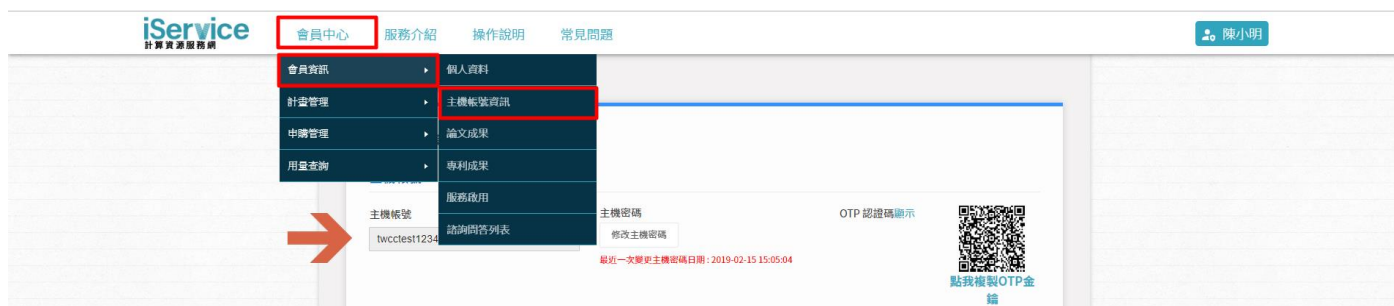 iService
計算資源服務網
會員中心
服務介紹
操作說明
常見問題
陳小明
會員資訊
計畫管理
申購管理
用量查詢
個人資料
主機帳號資訊
論文成果
專利成果
服務啟用
諮詢問答列表
主機帳號
twcctest1234
主機密碼
修改主機密碼
最近一次變更主機密碼日期 : 2019-02-15 15:05:04
OTP 認證碼顯示
點我複製OTP金
鑰